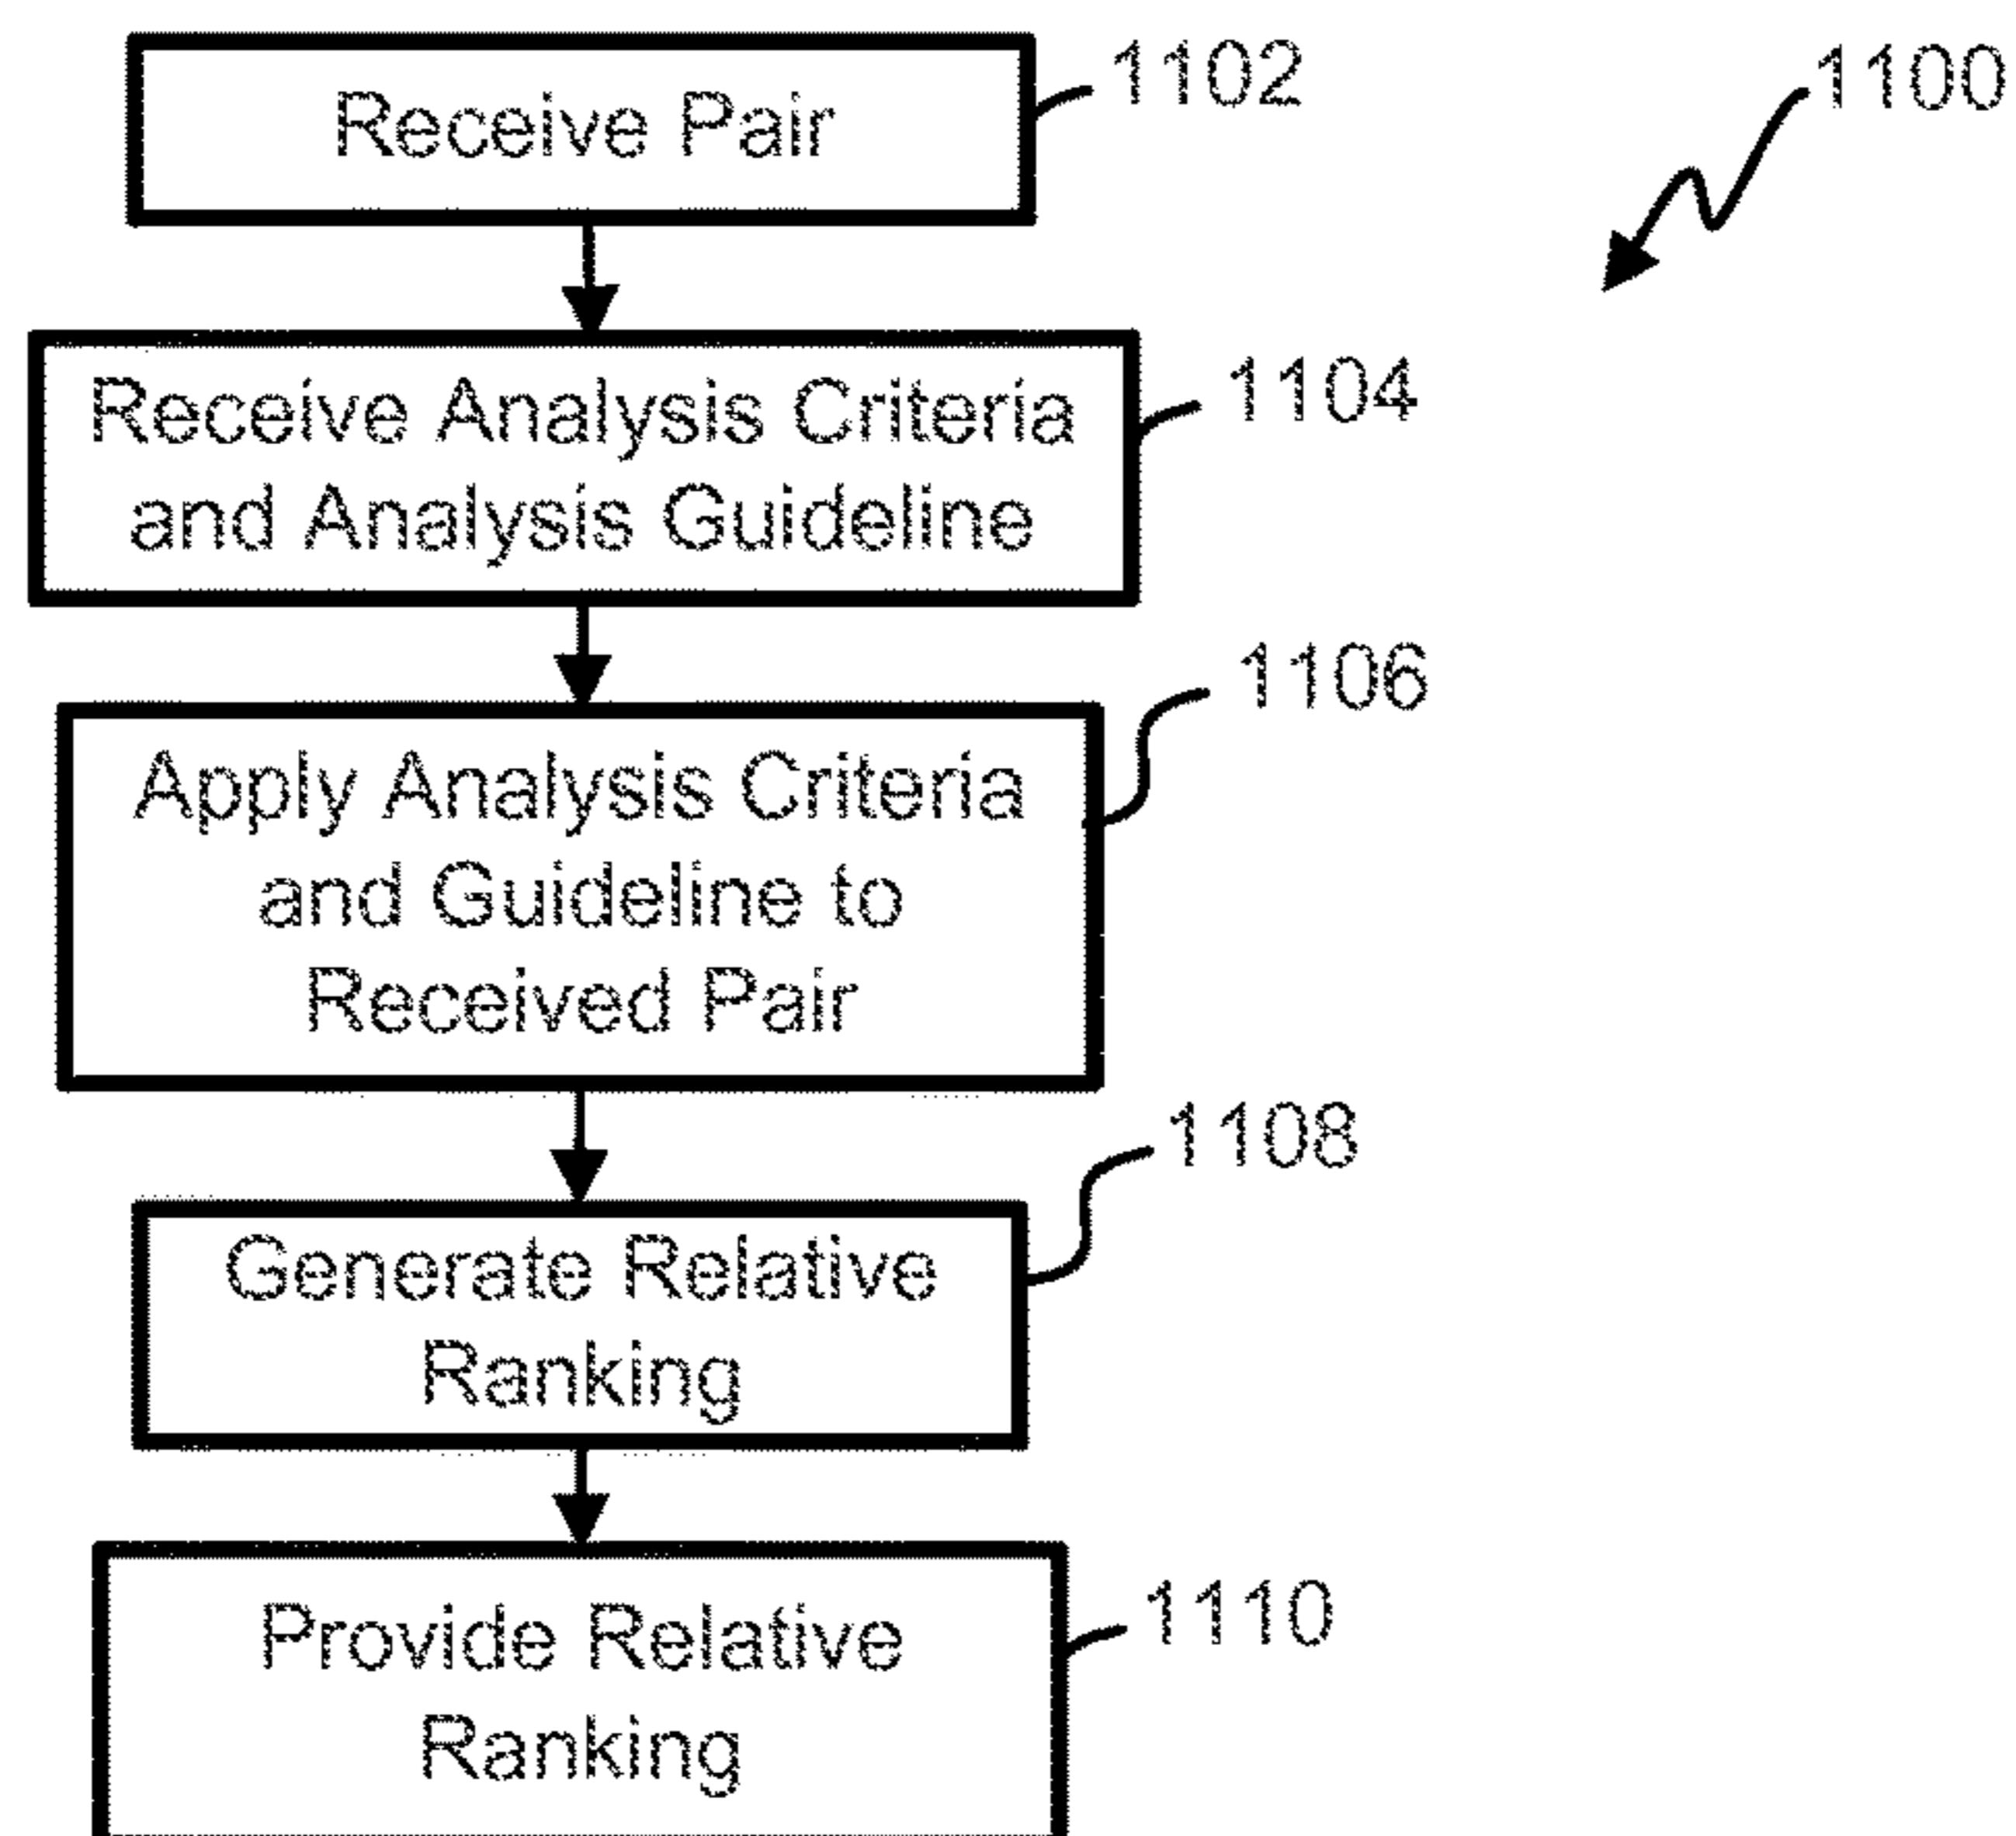 Receive Pair
1102
1100
Receive Analysis Criteria
and Analysis Guideline
1104
Apply Analysis Criteria
and Guideline to
Received Pair
1106
Generate Relative
Ranking
1108
Provide Relative
Ranking
1110